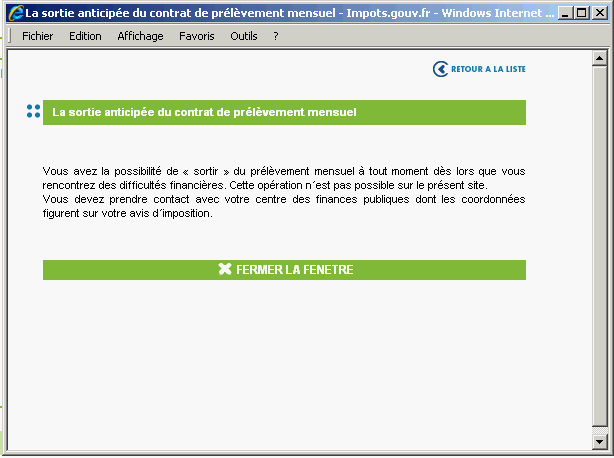 La sortie anticipée du contrat de prélèvement mensuel - Impots.gouv.fr - Windows Internet ...
Fichier Edition Affichage Favoris Outils ?
RETOUR A LA LISTE
La sortie anticipée du contrat de prélèvement mensuel
Vous avez la possibilité de « sortir » du prélèvement mensuel à tout moment dès lors que vous
rencontrez des difficultés financières. Cette opération n´est pas possible sur le présent site.
Vous devez prendre contact avec votre centre des finances publiques dont les coordonnées
figurent sur votre avis d´imposition.
FERMER LA FENETRE